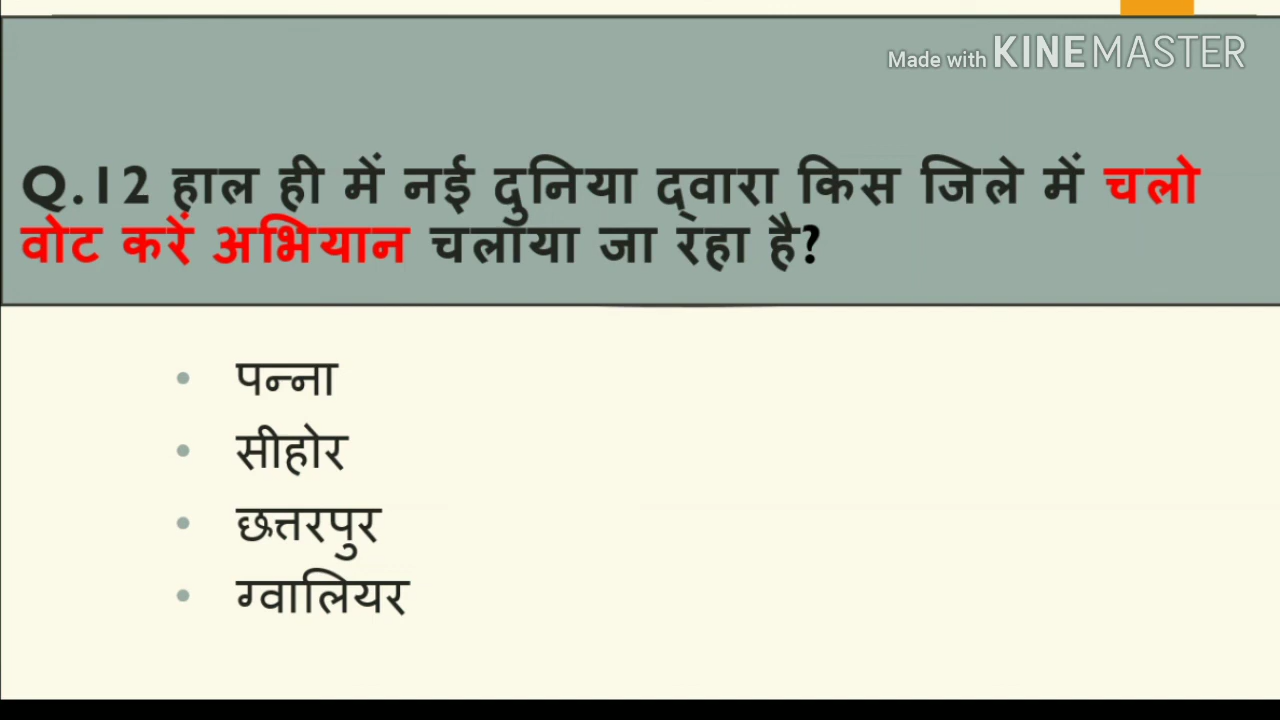 Made with KINEMASTER
Q.12 हाल ही में नई दुनिया द्वारा किस जिले में चलो
वोट करें अभियान चलाया जा रहा है?
• पन्ना
• सीहोर
• छत्तरपुर
• ग्वालियर